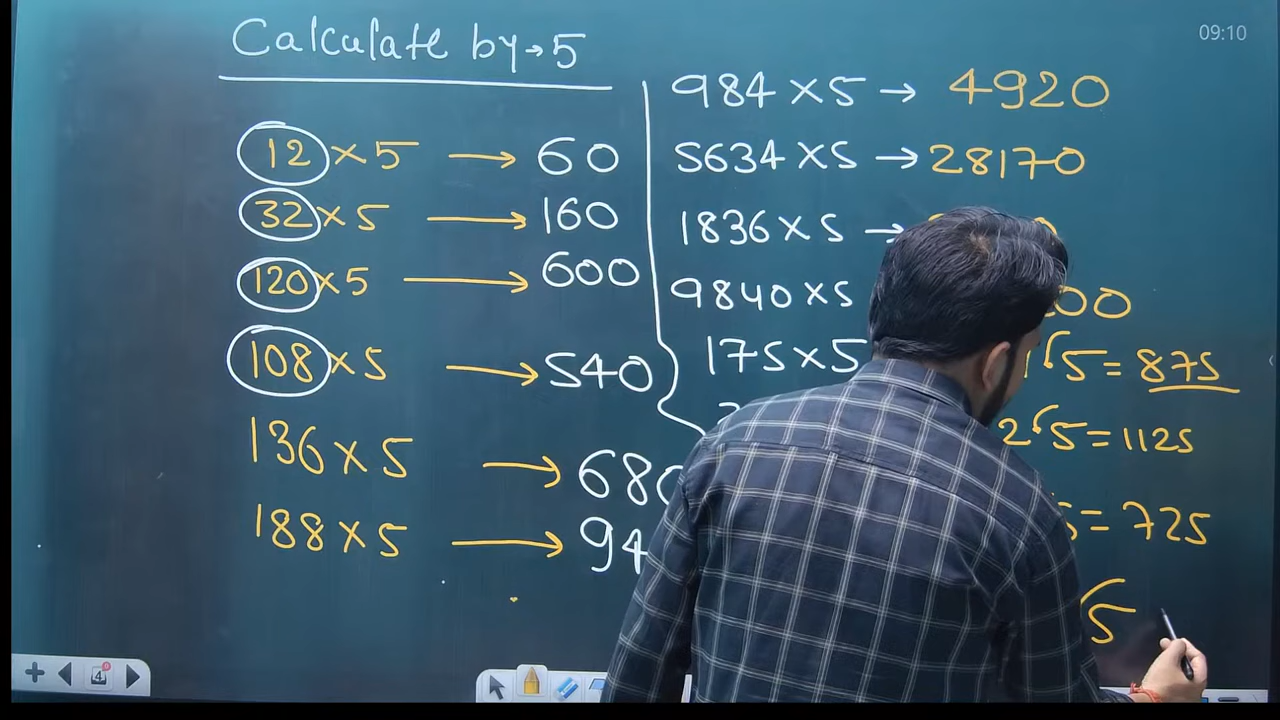 Calculate by→5
12×5 → 60
32×5 → 160
120×5 → 600
108×5 → 540
136×5 → 680
188×5 → 94
09:10
984×5 → 4920
5634×5 → 28170
1836×5 →
9840×5
175×5 5=875
2 5=1125
=725
5
4